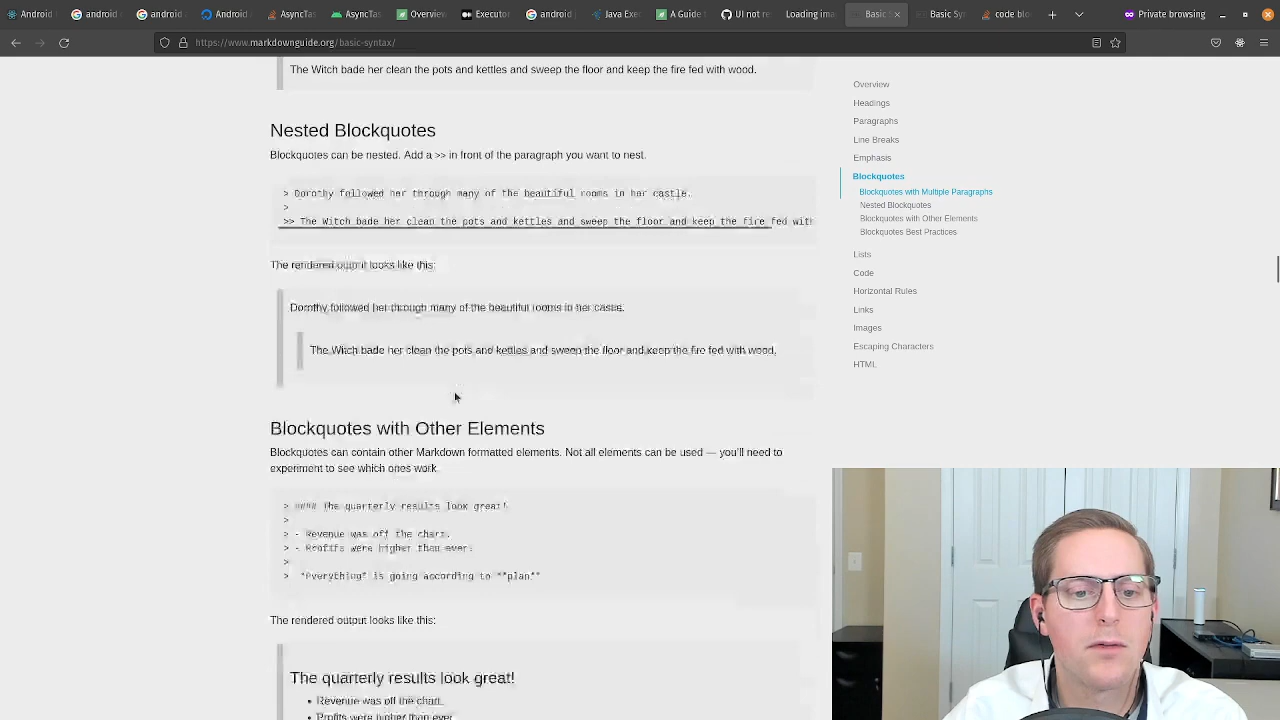 AsyncTas
Android
Android
AsyncTas
AsyncTas
Overview
Executor
android
Java Exec
A Guide t
UI not re
Loading ima
Basic S
Basic Sy
code blo
Private browsing
https://www.markdownguide.org/basic-syntax/
The Witch bade her clean the pots and kettles and sweep the floor and keep the fire fed with wood.
Nested Blockquotes
Blockquotes can be nested. Add a >> in front of the paragraph you want to nest.
> Dorothy followed her through many of the beautiful rooms in her castle.
>> The Witch bade her clean the pots and kettles and sweep the floor and keep the fire fed with
The rendered output looks like this:
Dorothy followed her through many of the beautiful rooms in her castle.
The Witch bade her clean the pots and kettles and sweep the floor and keep the fire fed with wood.
Blockquotes with Other Elements
Blockquotes can contain other Markdown formatted elements. Not all elements can be used — you’ll need to
experiment to see which ones work.
> #### The quarterly results look great!
>
> - Revenue was off the chart.
> - Profits were higher than ever.
>
> *Everything* is going according to **plan**
The rendered output looks like this:
The quarterly results look great!
• Revenue was off the chart.
• Profits were higher than ever.
Overview
Headings
Paragraphs
Line Breaks
Emphasis
Blockquotes
Blockquotes with Multiple Paragraphs
Nested Blockquotes
Blockquotes with Other Elements
Blockquotes Best Practices
Lists
Code
Horizontal Rules
Links
Images
Escaping Characters
HTML